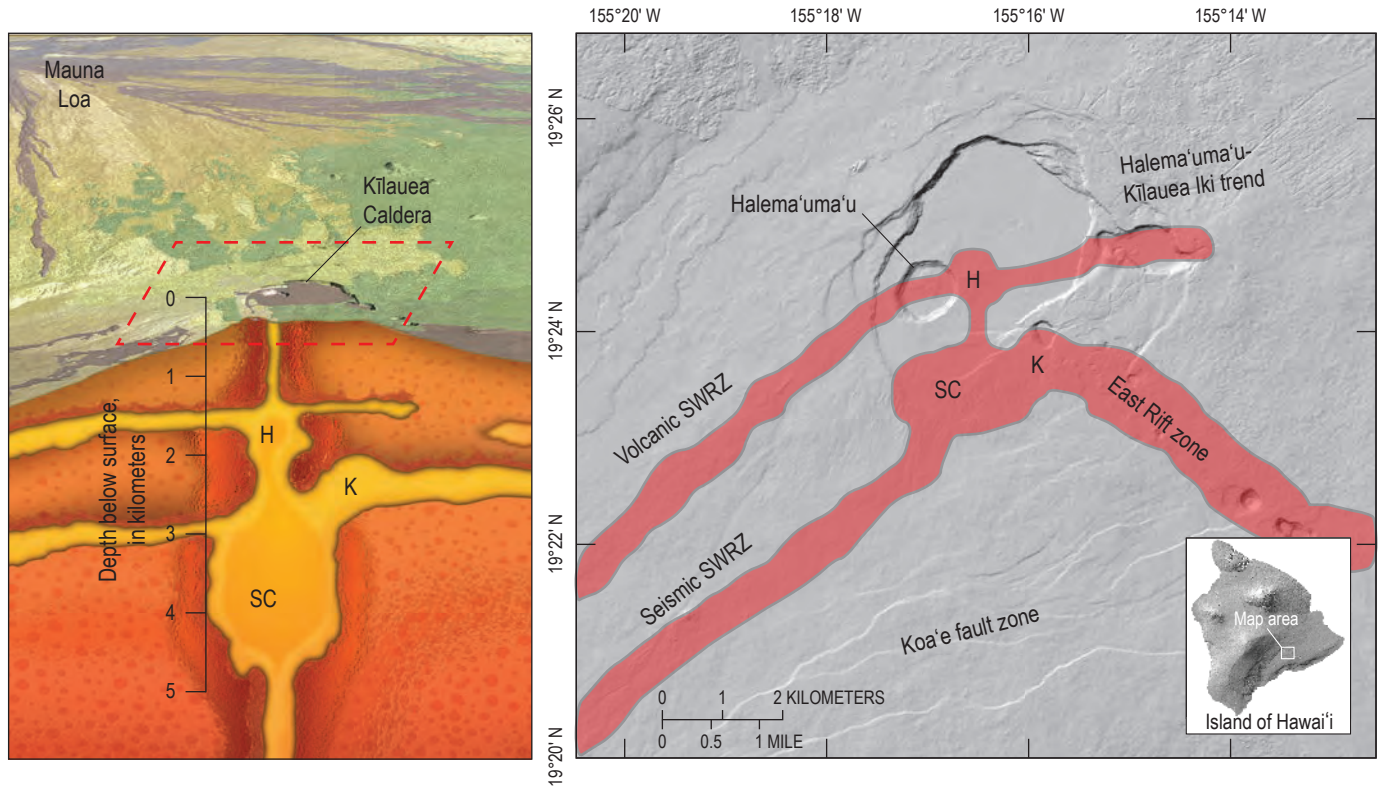 Mauna
Loa
Kīlauea
Caldera
0
1
2
3
4
5
Depth below surface,
in kilometers
H
K
SC
155°20' W
155°18' W
155°16' W
155°14' W
19°26' N
19°24' N
19°22' N
19°20' N
Halemaʻumaʻu
Halemaʻumaʻu-
Kīlauea Iki trend
H
SC
K
Volcanic SWRZ
Seismic SWRZ
East Rift zone
Koaʻe fault zone
0 1 2 KILOMETERS
0 0.5 1 MILE
Map area
Island of Hawaiʻi